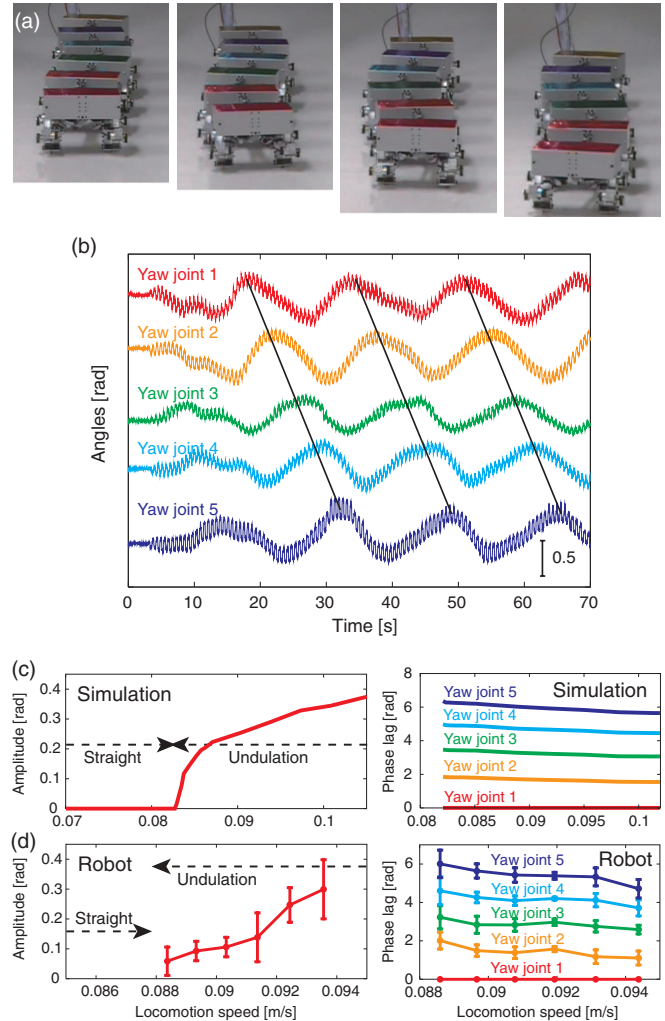 (a)
(b)
Yaw joint 1
Yaw joint 2
Yaw joint 3
Yaw joint 4
Yaw joint 5
0.5
Angles [rad]
0 10 20 30 40 50 60 70
Time [s]
(c)
Simulation
Straight Undulation
Amplitude [rad]
0.4
0.3
0.2
0.1
0
0.07 0.08 0.09 0.1
Simulation
Yaw joint 5
Yaw joint 4
Yaw joint 3
Yaw joint 2
Yaw joint 1
Phase lag [rad]
8
6
4
2
0
0.08 0.085 0.09 0.095 0.1
(d)
Robot
Undulation
Straight
Amplitude [rad]
0.4
0.3
0.2
0.1
0
0.086 0.088 0.09 0.092 0.094
Locomotion speed [m/s]
Robot
Yaw joint 5
Yaw joint 4
Yaw joint 3
Yaw joint 2
Yaw joint 1
Phase lag [rad]
6
4
2
0
0.088 0.09 0.092 0.094
Locomotion speed [m/s]